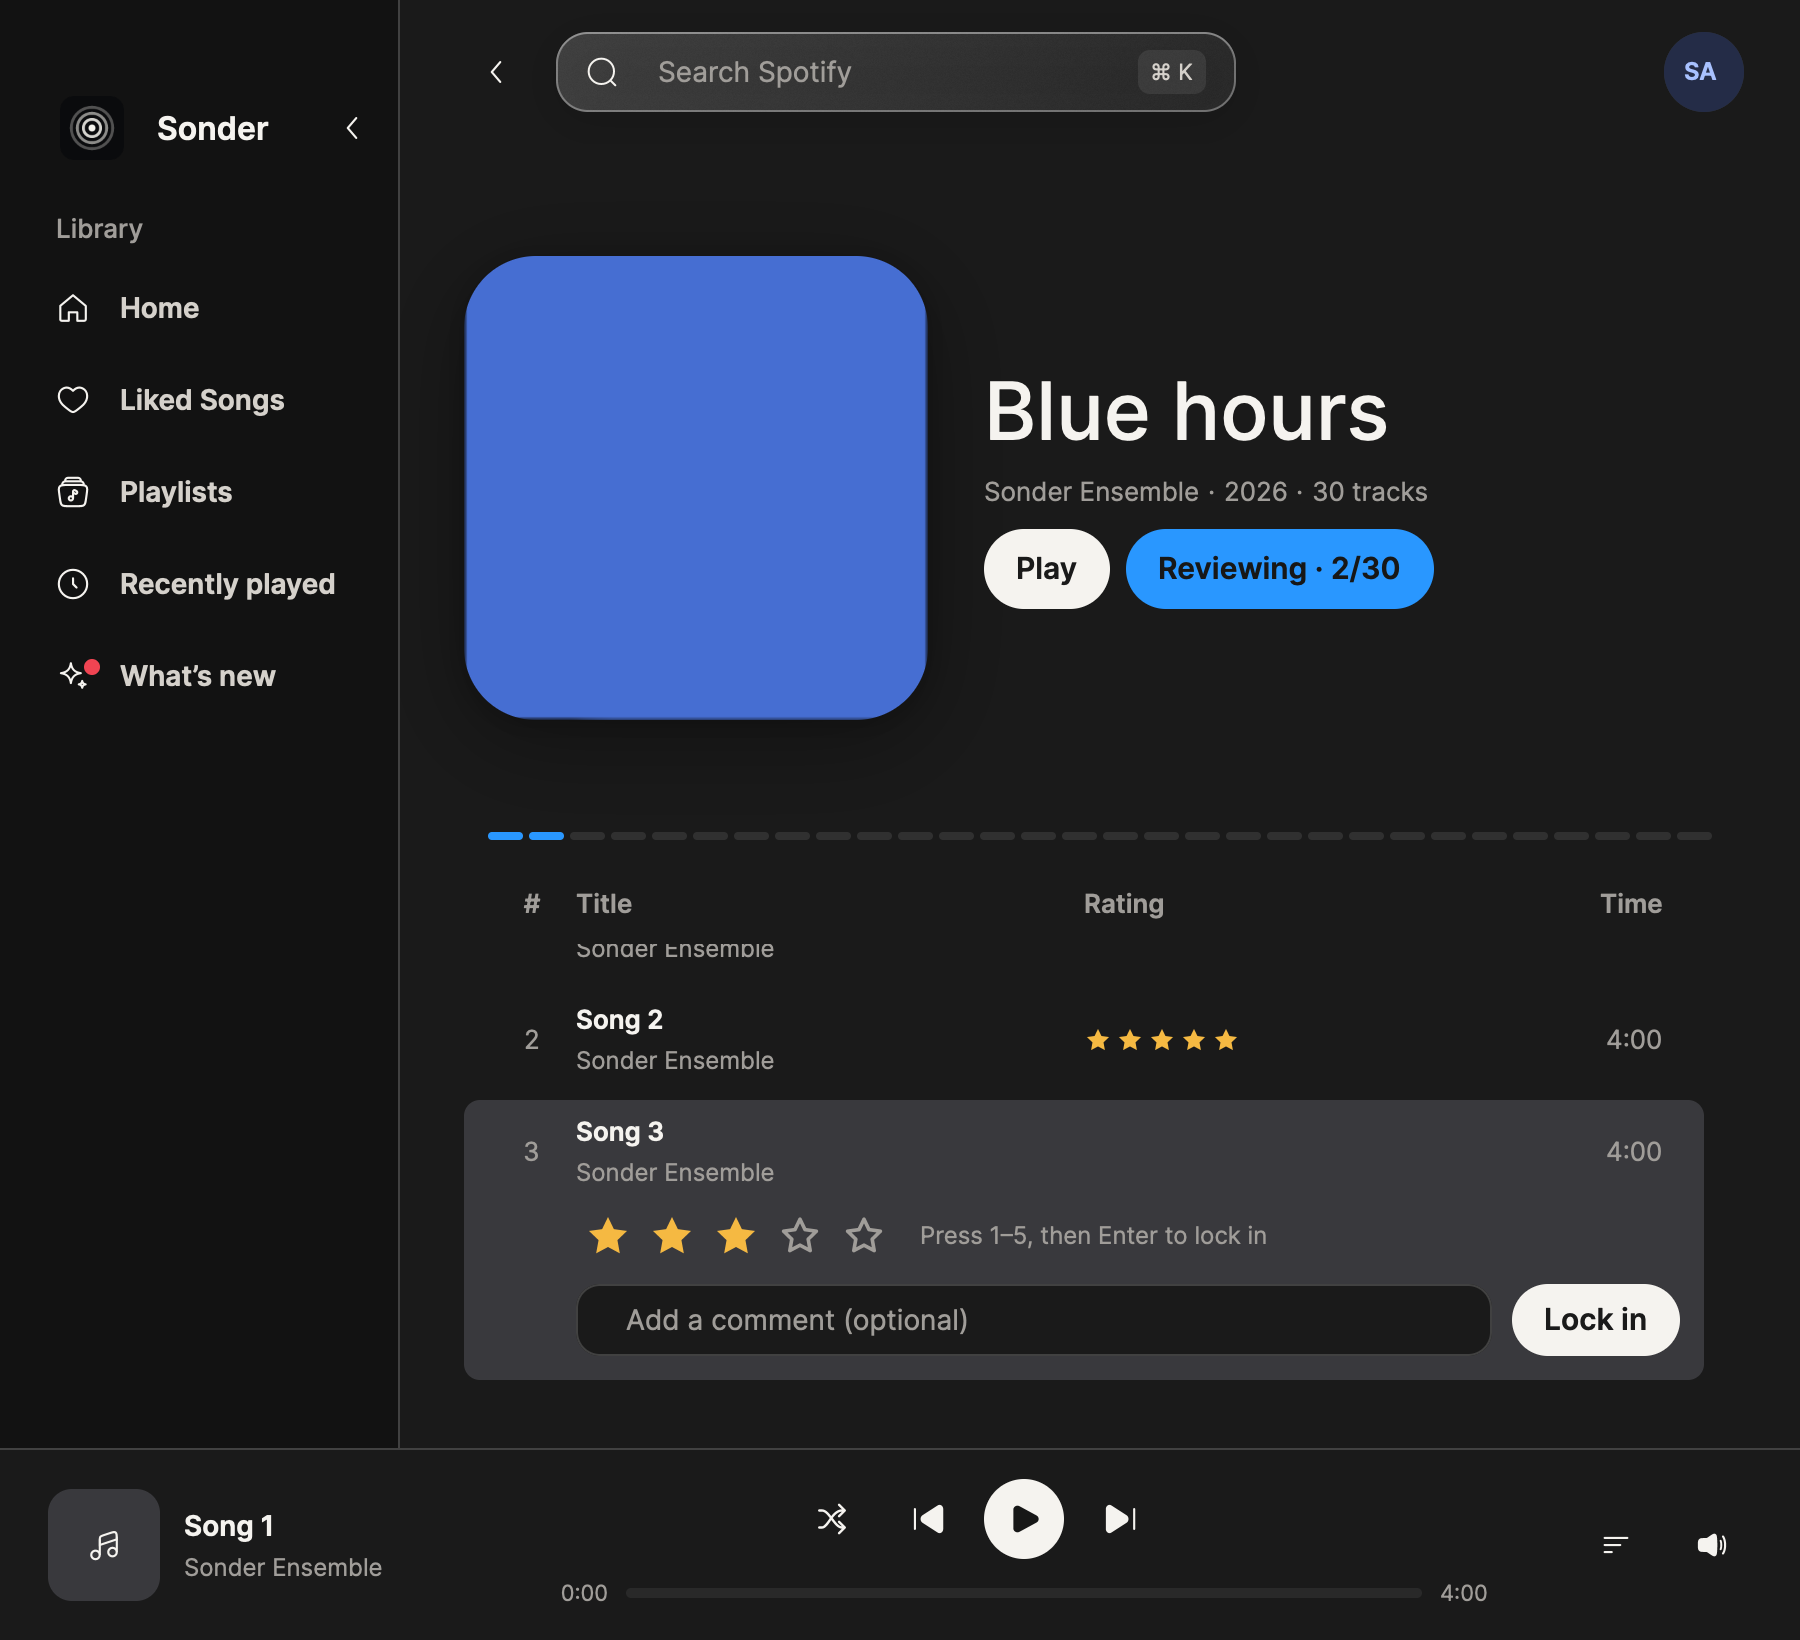 Search Spotify ⌘ K
SA
Sonder
Library
Home
Liked Songs
Playlists
Recently played
What’s new
Blue hours
Sonder Ensemble · 2026 · 30 tracks
Play
Reviewing · 2/30
# Title Rating Time
Sonder Ensemble
2 Song 2 4:00
Sonder Ensemble
3 Song 3 4:00
Sonder Ensemble
Press 1–5, then Enter to lock in
Add a comment (optional)
Lock in
Song 1
Sonder Ensemble
0:00 4:00